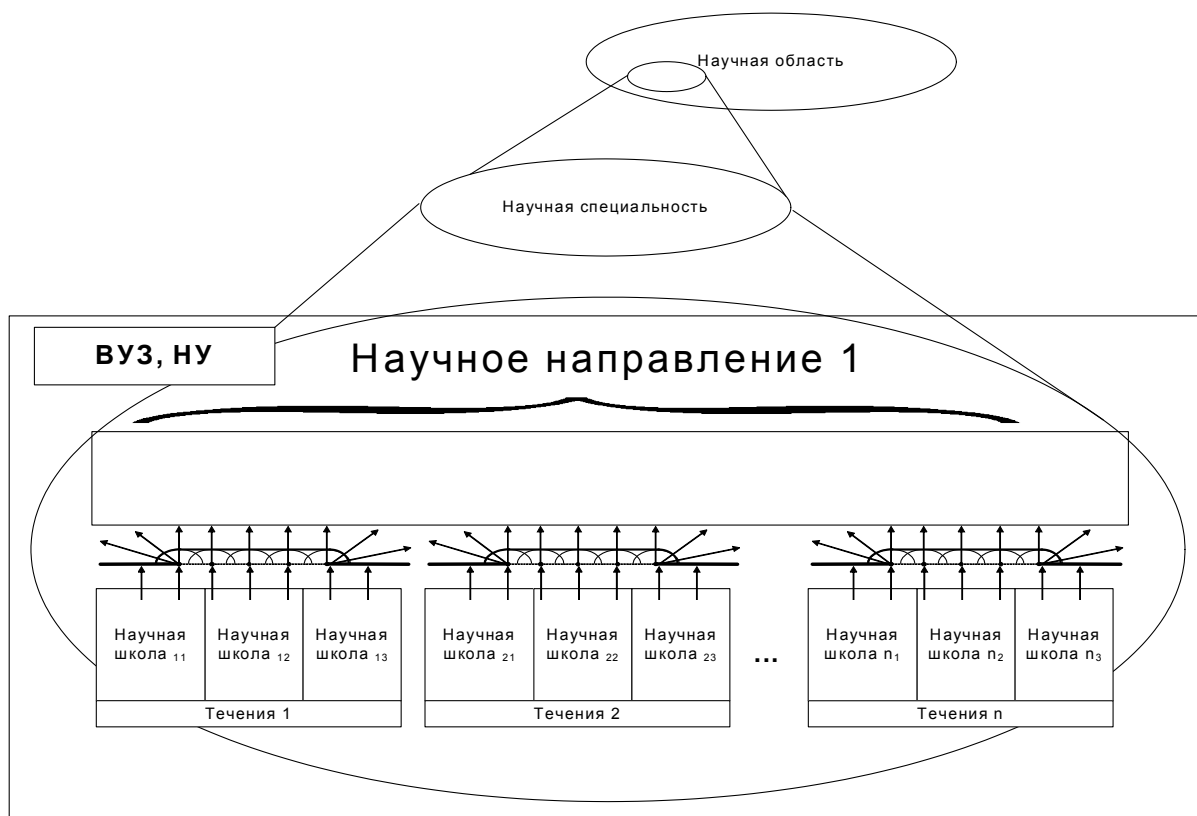 Научная область
Научная специальность
ВУЗ, НУ
Научное направление 1
Научная школа 11
Научная школа 12
Научная школа 13
Научная школа 21
Научная школа 22
Научная школа 23
...
Научная школа n1
Научная школа n2
Научная школа n3
Течения 1
Течения 2
Течения n